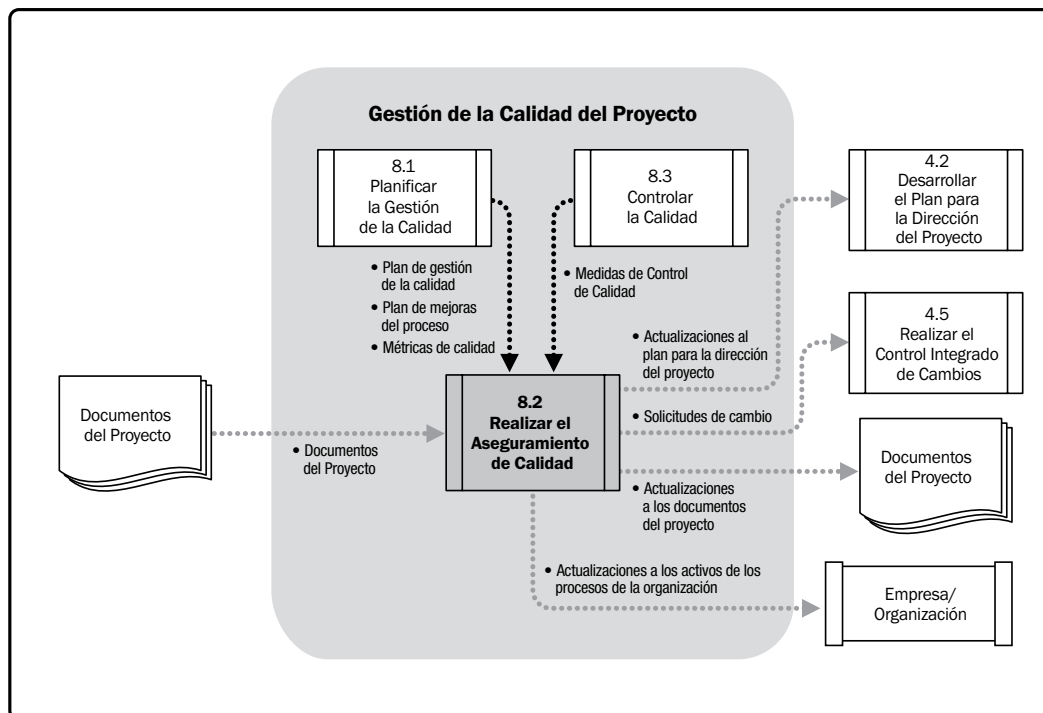 Gestión de la Calidad del Proyecto
8.1
Planificar
la Gestión
de la Calidad
8.3
Controlar
la Calidad
4.2
Desarrollar
el Plan para
la Dirección
del Proyecto
• Plan de gestión
de la calidad
• Plan de mejoras
del proceso
• Métricas de calidad
• Medidas de Control
de Calidad
4.5
Realizar el
Control Integrado
de Cambios
• Actualizaciones al
plan para la dirección
del proyecto
Documentos
del Proyecto
• Documentos
del Proyecto
8.2
Realizar el
Aseguramiento
de Calidad
• Solicitudes de cambio
Documentos
del Proyecto
• Actualizaciones
a los documentos
del proyecto
• Actualizaciones a los activos de los
procesos de la organización
Empresa/
Organización